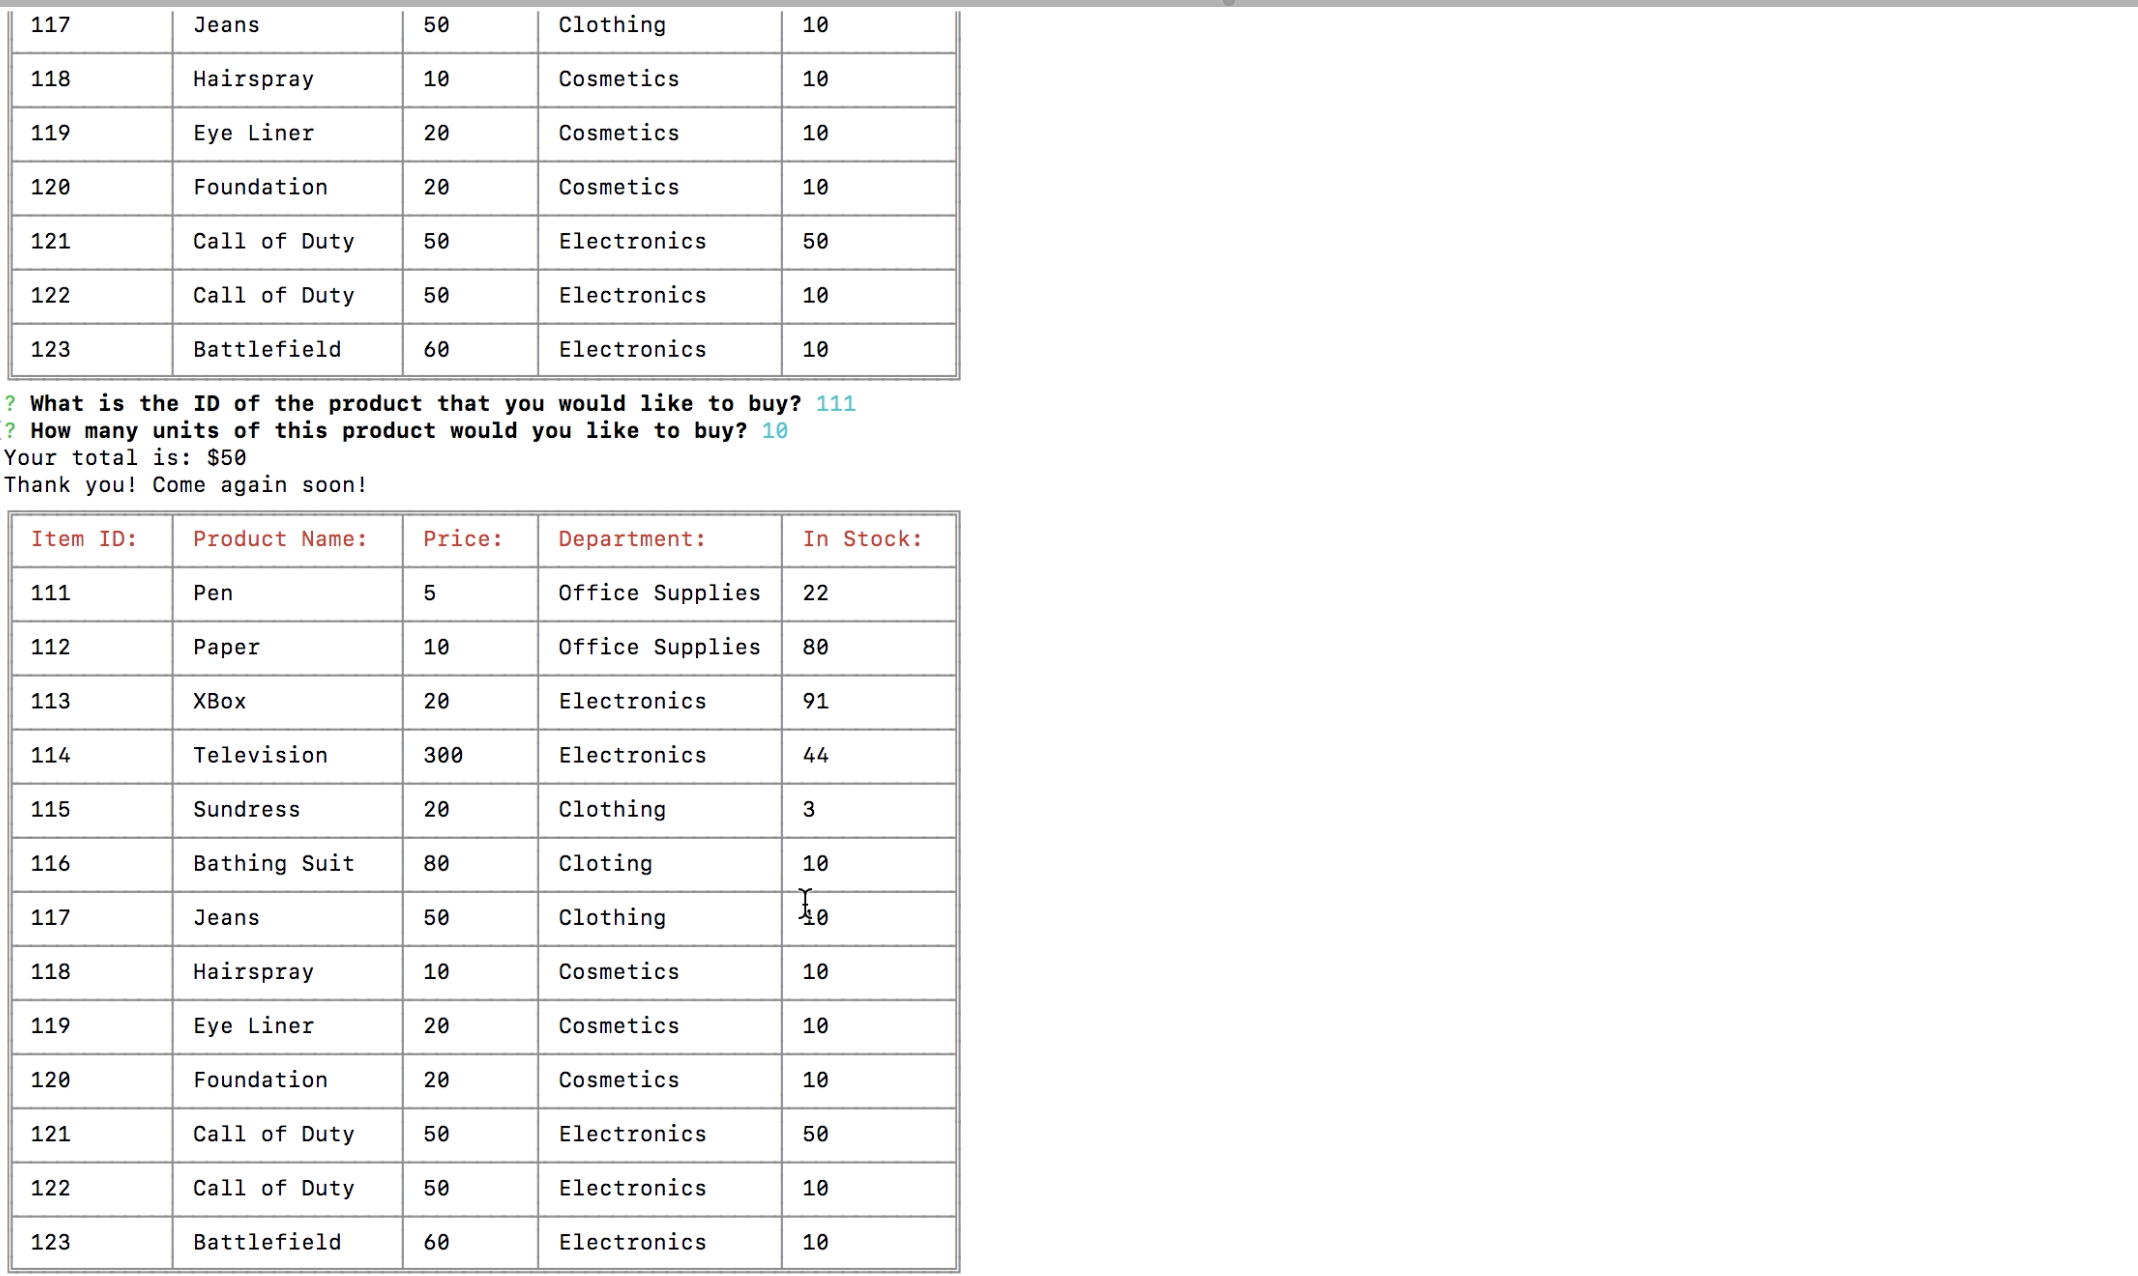 117 Jeans 50 Clothing 10
118 Hairspray 10 Cosmetics 10
119 Eye Liner 20 Cosmetics 10
120 Foundation 20 Cosmetics 10
121 Call of Duty 50 Electronics 50
122 Call of Duty 50 Electronics 10
123 Battlefield 60 Electronics 10
? What is the ID of the product that you would like to buy? 111
? How many units of this product would you like to buy? 10
Your total is: $50
Thank you! Come again soon!
Item ID: Product Name: Price: Department: In Stock:
111 Pen 5 Office Supplies 22
112 Paper 10 Office Supplies 80
113 XBox 20 Electronics 91
114 Television 300 Electronics 44
115 Sundress 20 Clothing 3
116 Bathing Suit 80 Cloting 10
117 Jeans 50 Clothing 10
118 Hairspray 10 Cosmetics 10
119 Eye Liner 20 Cosmetics 10
120 Foundation 20 Cosmetics 10
121 Call of Duty 50 Electronics 50
122 Call of Duty 50 Electronics 10
123 Battlefield 60 Electronics 10